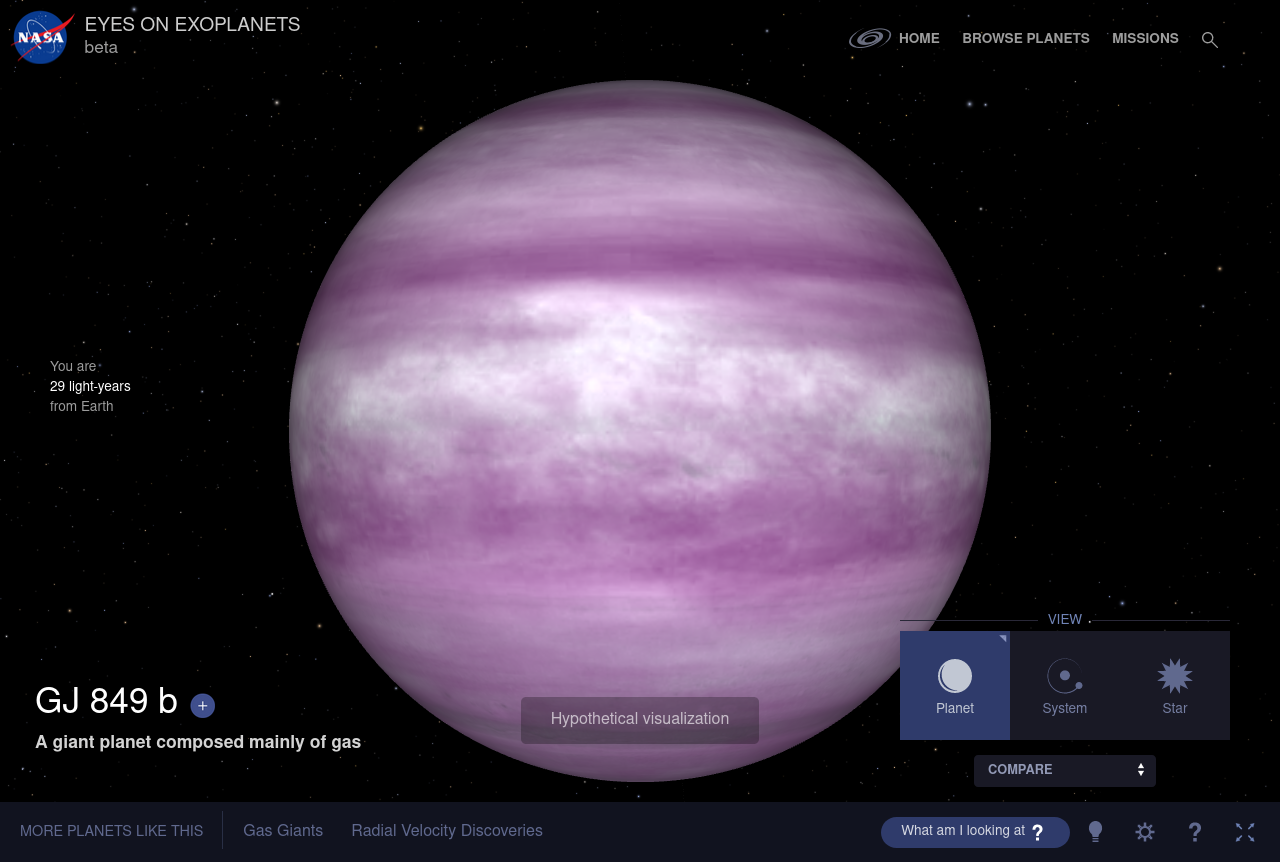 NASA
EYES ON EXOPLANETS
beta
HOME
BROWSE PLANETS
MISSIONS
You are
29 light-years
from Earth
VIEW
Planet
System
Star
GJ 849 b +
A giant planet composed mainly of gas
Hypothetical visualization
COMPARE
MORE PLANETS LIKE THIS
Gas Giants
Radial Velocity Discoveries
What am I looking at ?
?